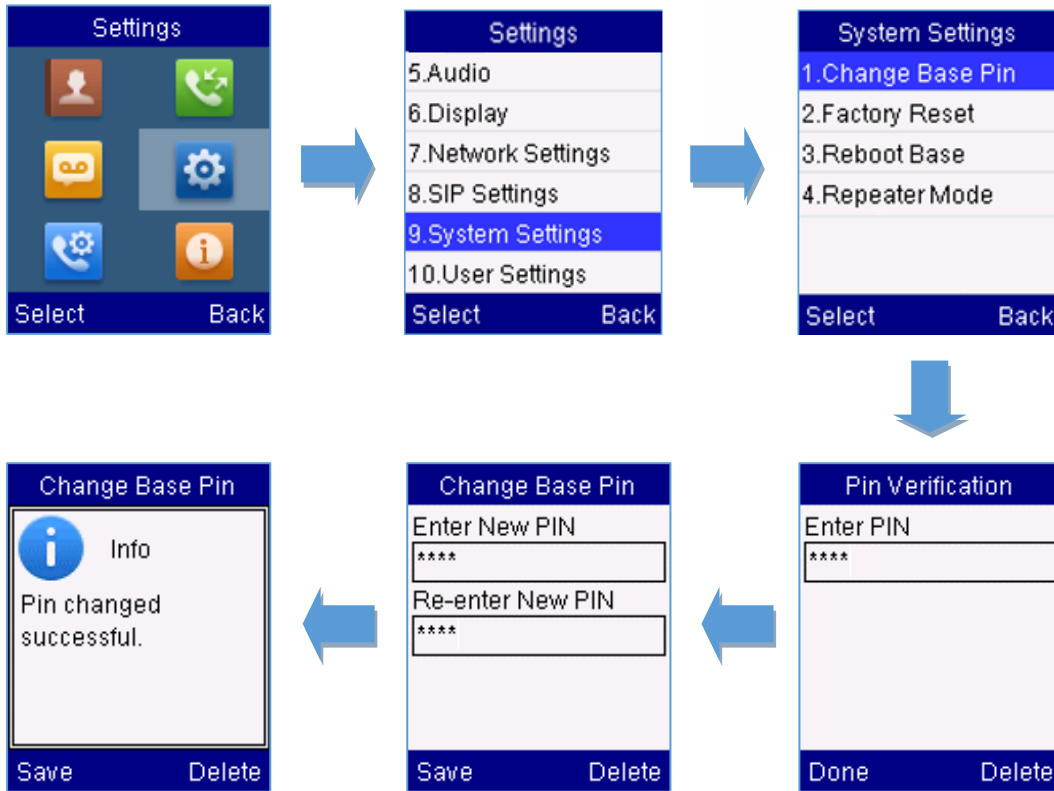 Settings
Select Back
Settings
5.Audio
6.Display
7.Network Settings
8.SIP Settings
9.System Settings
10.User Settings
Select Back
System Settings
1.Change Base Pin
2.Factory Reset
3.Reboot Base
4.Repeater Mode
Select Back
Pin Verification
Enter PIN
****
Done Delete
Change Base Pin
Enter New PIN
****
Re-enter New PIN
****
Save Delete
Change Base Pin
Info
Pin changed
successful.
Save Delete